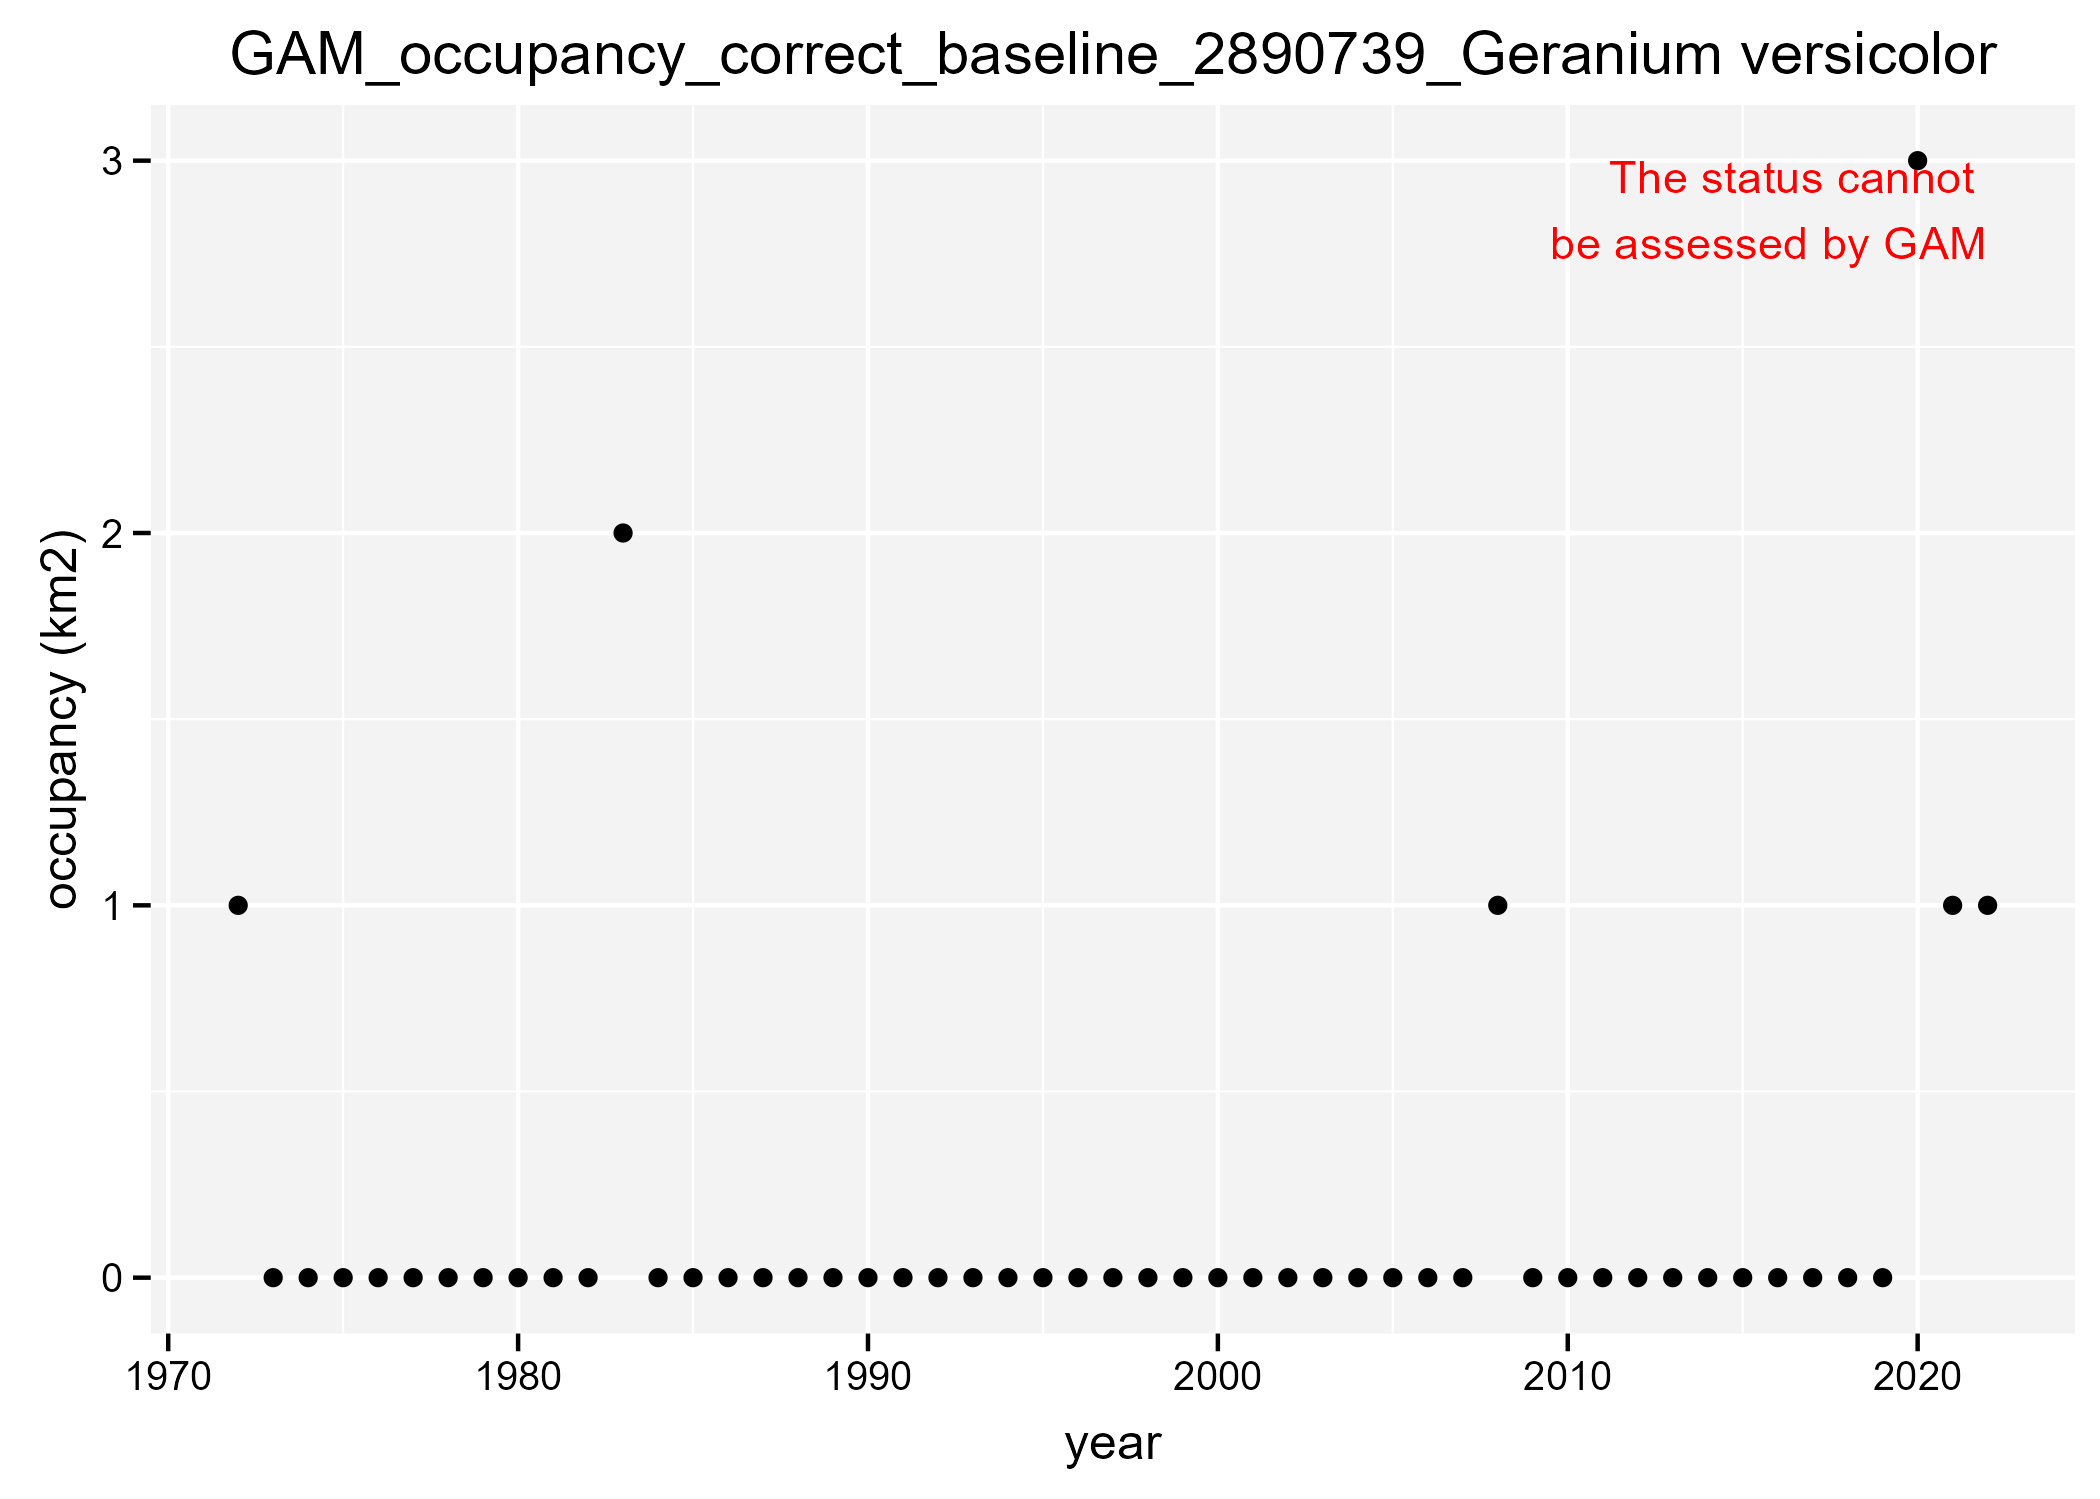 GAM_occupancy_correct_baseline_2890739_Geranium versicolor
The status cannot
be assessed by GAM
occupancy (km2)
3
2
1
0
1970 1980 1990 2000 2010 2020
year